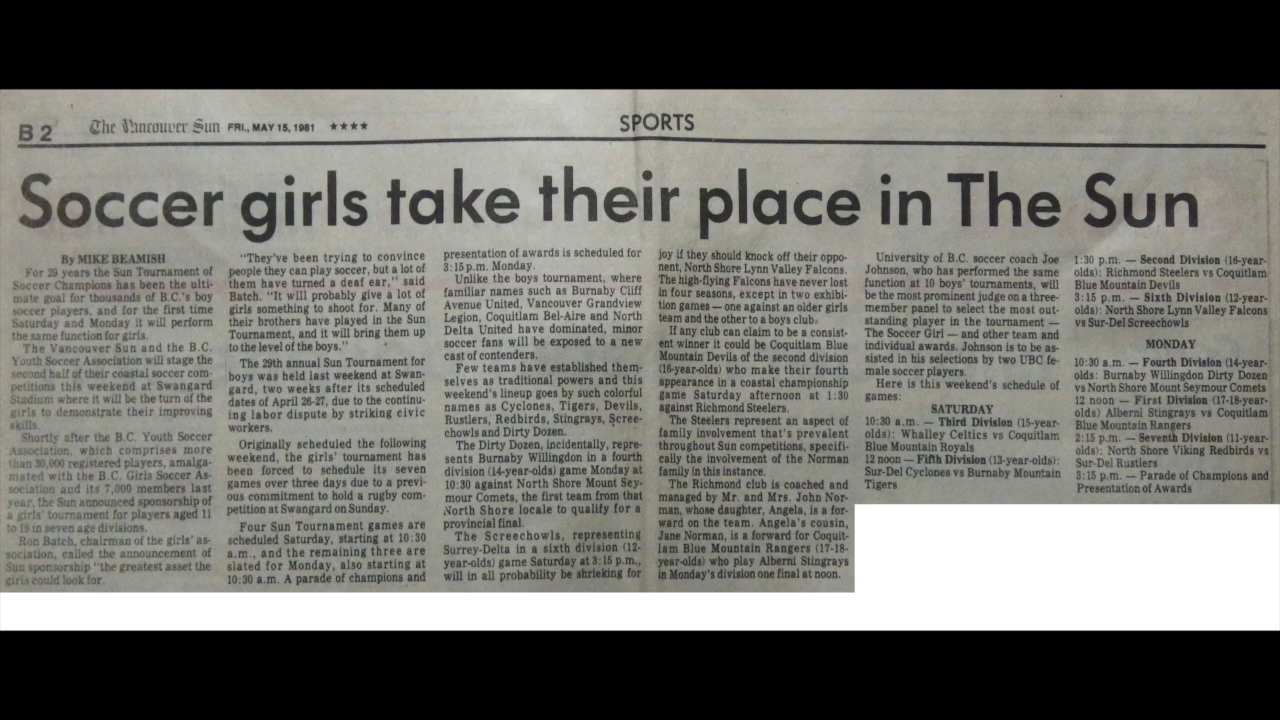 B 2 The Vancouver Sun FRI., MAY 15, 1981 ★★★★ SPORTS
Soccer girls take their place in The Sun
By MIKE BEAMISH
For 29 years the Sun Tournament of
Soccer Champions has been the ulti-
mate goal for thousands of B.C.'s boy
soccer players, and for the first time
Saturday and Monday it will perform
the same function for girls.
The Vancouver Sun and the B.C.
Youth Soccer Association will stage the
second half of their coastal soccer com-
petitions this weekend at Swangard
Stadium where it will be the turn of the
girls to demonstrate their improving
skills.
Shortly after the B.C. Youth Soccer
Association, which comprises more
than 30,000 registered players, amalga-
mated with the B.C. Girls Soccer As-
sociation and its 7,000 members last
year, the Sun announced sponsorship of
a girls' tournament for players aged 11
to 18 in seven age divisions.
Ron Batch, chairman of the girls' as-
sociation, called the announcement of
Sun sponsorship "the greatest asset the
girls could look for.
"They've been trying to convince
people they can play soccer, but a lot of
them have turned a deaf ear," said
Batch. "It will probably give a lot of
girls something to shoot for. Many of
their brothers have played in the Sun
Tournament, and it will bring them up
to the level of the boys."
The 29th annual Sun Tournament for
boys was held last weekend at Swan-
gard, two weeks after its scheduled
dates of April 26-27, due to the continu-
ing labor dispute by striking civic
workers.
Originally scheduled the following
weekend, the girls' tournament has
been forced to schedule its seven
games over three days due to a previ-
ous commitment to hold a rugby com-
petition at Swangard on Sunday.
Four Sun Tournament games are
scheduled Saturday, starting at 10:30
a.m., and the remaining three are
slated for Monday, also starting at
10:30 a.m. A parade of champions and
presentation of awards is scheduled for
3:15 p.m. Monday.
Unlike the boys tournament, where
familiar names such as Burnaby Cliff
Avenue United, Vancouver Grandview
Legion, Coquitlam Bel-Aire and North
Delta United have dominated, minor
soccer fans will be exposed to a new
cast of contenders.
Few teams have established them-
selves as traditional powers and this
weekend's lineup goes by such colorful
names as Cyclones, Tigers, Devils,
Rustlers, Redbirds, Stingrays, Scree-
chowls and Dirty Dozen.
The Dirty Dozen, incidentally, repre-
sents Burnaby Willingdon in a fourth
division (14-year-olds) game Monday at
10:30 against North Shore Mount Sey-
mour Comets, the first team from that
North Shore locale to qualify for a
provincial final.
The Screechowls, representing
Surrey-Delta in a sixth division (12-
year-olds) game Saturday at 3:15 p.m.,
will in all probability be shrieking for
joy if they should knock off their oppo-
nent, North Shore Lynn Valley Falcons.
The high-flying Falcons have never lost
in four seasons, except in two exhibi-
tion games — one against an older girls
team and the other to a boys club.
If any club can claim to be a consist-
ent winner it could be Coquitlam Blue
Mountain Devils of the second division
(16-year-olds) who make their fourth
appearance in a coastal championship
game Saturday afternoon at 1:30
against Richmond Steelers.
The Steelers represent an aspect of
family involvement that's prevalent
throughout Sun competitions, specifi-
cally the involvement of the Norman
family in this instance.
The Richmond club is coached and
managed by Mr. and Mrs. John Nor-
man, whose daughter, Angela, is a for-
ward on the team. Angela's cousin,
Jane Norman, is a forward for Coquit-
lam Blue Mountain Rangers (17-18-
year-olds) who play Alberni Stingrays
in Monday's division one final at noon.
University of B.C. soccer coach Joe
Johnson, who has performed the same
function at 10 boys' tournaments, will
be the most prominent judge on a three-
member panel to select the most out-
standing player in the tournament —
The Soccer Girl — and other team and
individual awards. Johnson is to be as-
sisted in his selections by two UBC fe-
male soccer players.
Here is this weekend's schedule of
games:
SATURDAY
10:30 a.m. — Third Division (15-year-
olds): Whalley Celtics vs Coquitlam
Blue Mountain Royals
12 noon — Fifth Division (13-year-olds):
Sur-Del Cyclones vs Burnaby Mountain
Tigers
1:30 p.m. — Second Division (16-year-
olds): Richmond Steelers vs Coquitlam
Blue Mountain Devils
3:15 p.m. — Sixth Division (12-year-
olds): North Shore Lynn Valley Falcons
vs Sur-Del Screechowls
MONDAY
10:30 a.m. — Fourth Division (14-year-
olds: Burnaby Willingdon Dirty Dozen
vs North Shore Mount Seymour Comets
12 noon — First Division (17-18-year-
olds) Alberni Stingrays vs Coquitlam
Blue Mountain Rangers
2:15 p.m. — Seventh Division (11-year-
olds): North Shore Viking Redbirds vs
Sur-Del Rustlers
3:15 p.m. — Parade of Champions and
Presentation of Awards